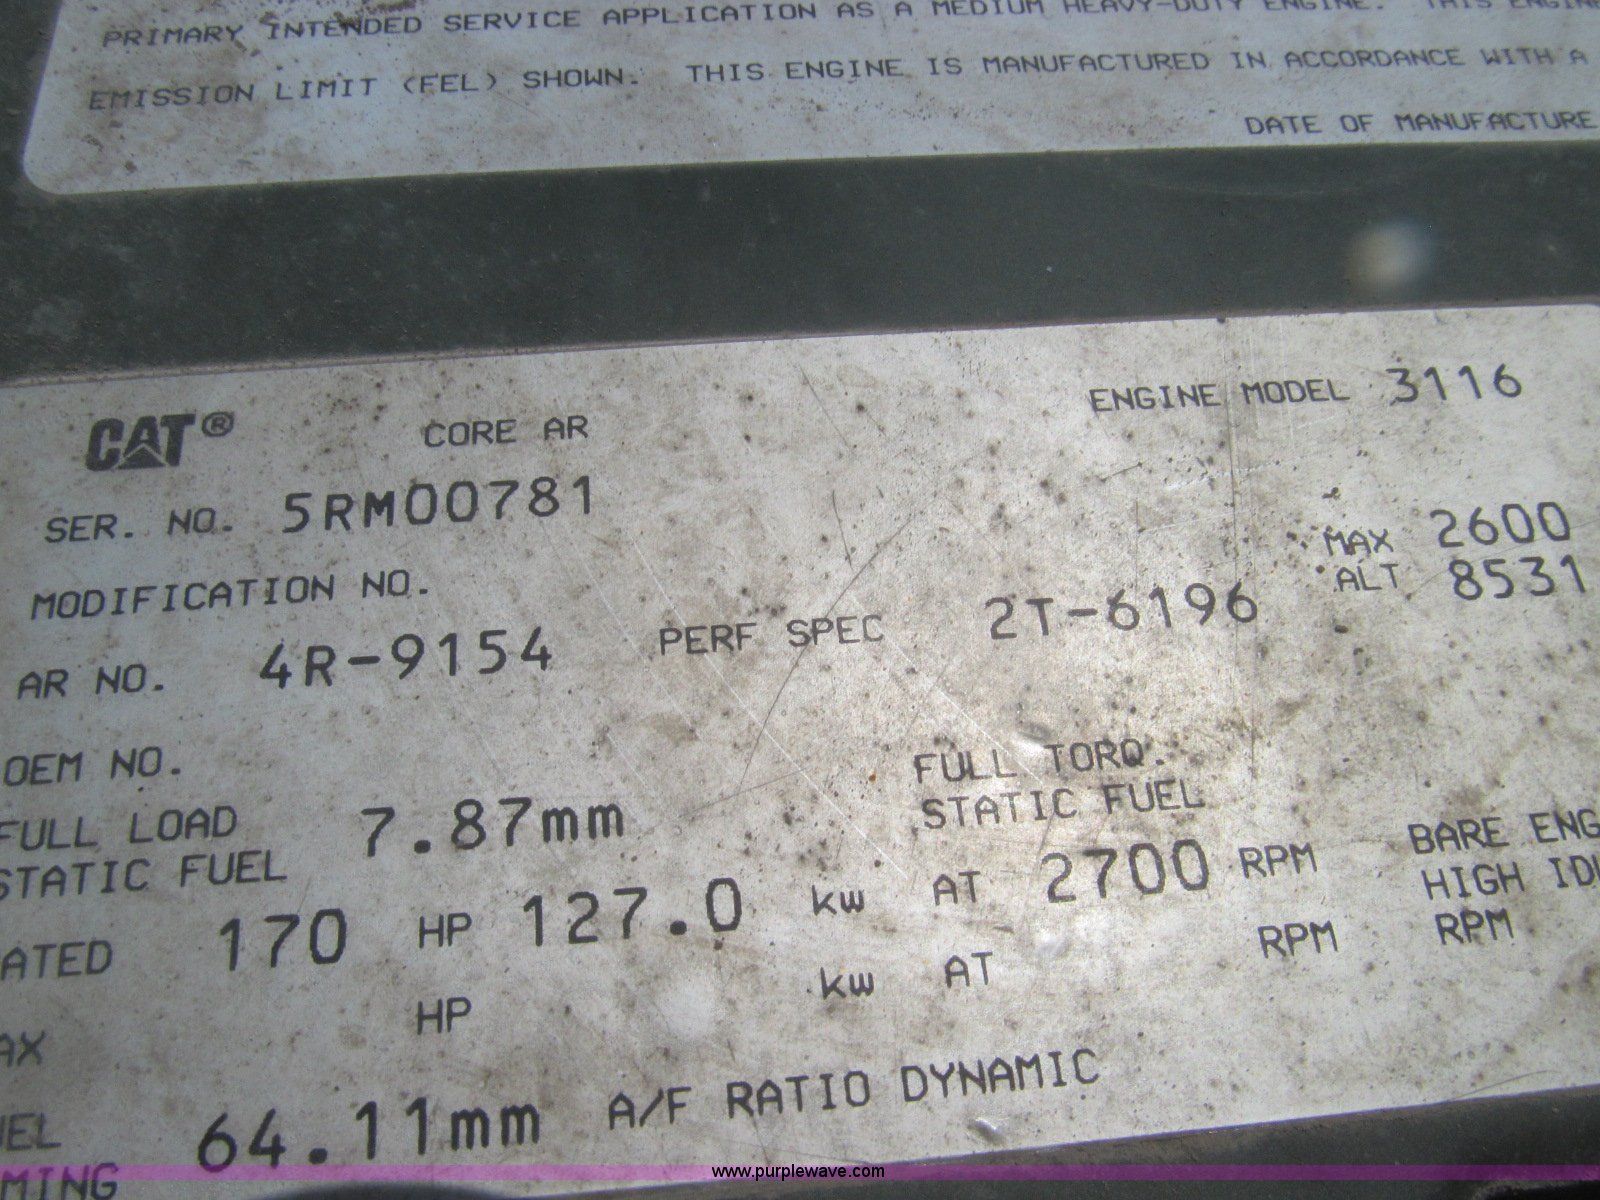 PRIMARY INTENDED SERVICE APPLICATION AS A MEDIUM HEAVY-DUTY ENGINE. THIS ENGINE
EMISSION LIMIT (FEL) SHOWN. THIS ENGINE IS MANUFACTURED IN ACCORDANCE WITH A
DATE OF MANUFACTURE
CAT® CORE AR ENGINE MODEL 3116
SER. NO. 5RM00781
MAX 2600
ALT 8531
MODIFICATION NO.
AR NO. 4R-9154 PERF SPEC 2T-6196
OEM NO.
FULL LOAD
STATIC FUEL 7.87mm
FULL TORQ.
STATIC FUEL
BARE ENG
HIGH IDL
RPM
ATED 170 HP 127.0 kw AT 2700 RPM
AX HP kw AT RPM
UEL
MING 64.11mm A/F RATIO DYNAMIC
www.purplewave.com